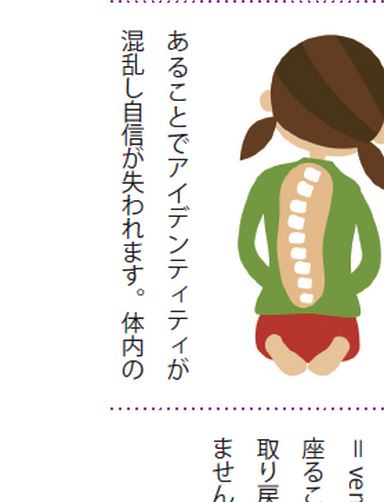 あることでアイデンティティが
混乱し自信が失われます。体内の
＝ ver
座るこ
取り戻
ません